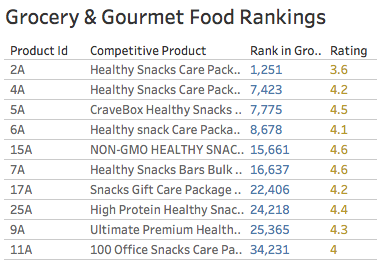 Grocery & Gourmet Food Rankings
Product Id Competitive Product Rank in Gro.. Rating
2A Healthy Snacks Care Pack.. 1,251 3.6
4A Healthy Snacks Care Pack.. 7,423 4.2
5A CraveBox Healthy Snacks .. 7,775 4.5
6A Healthy snack Care Packa.. 8,678 4.1
15A NON-GMO HEALTHY SNAC.. 15,661 4.6
7A Healthy Snacks Bars Bulk .. 16,637 4.6
17A Snacks Gift Care Package .. 22,406 4.2
25A High Protein Healthy Snac.. 24,218 4.4
9A Ultimate Premium Health.. 25,365 4.3
11A 100 Office Snacks Care Pa.. 34,231 4